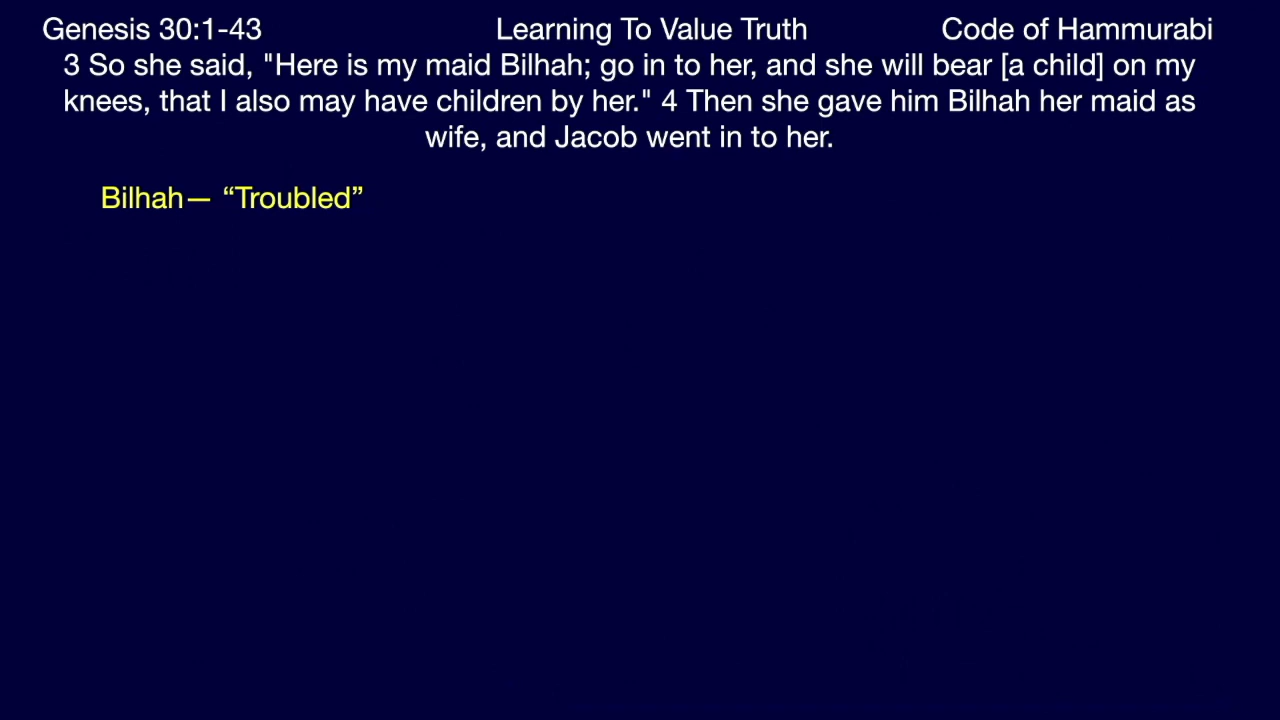 Genesis 30:1-43 Learning To Value Truth Code of Hammurabi
3 So she said, "Here is my maid Bilhah; go in to her, and she will bear [a child] on my
knees, that I also may have children by her." 4 Then she gave him Bilhah her maid as
wife, and Jacob went in to her.
Bilhah— “Troubled”